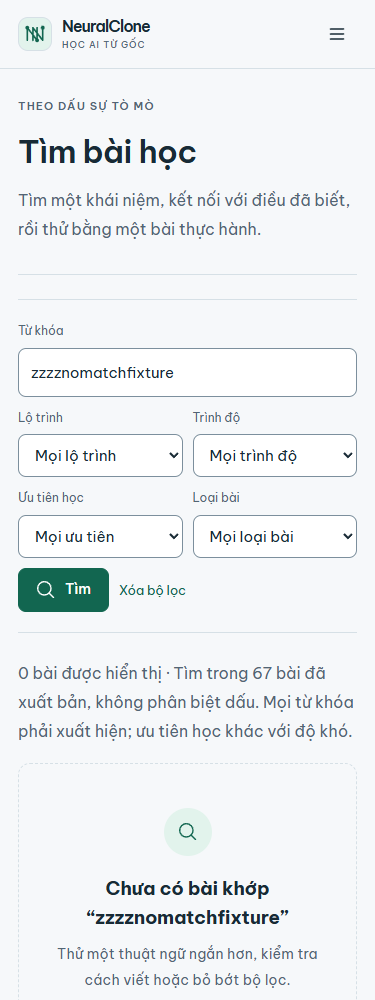 NeuralClone
HỌC AI TỪ GỐC
THEO DẤU SỰ TÒ MÒ
Tìm bài học
Tìm một khái niệm, kết nối với điều đã biết,
rồi thử bằng một bài thực hành.
Từ khóa
zzzznomatchfixture
Lộ trình
Trình độ
Mọi lộ trình
Mọi trình độ
Ưu tiên học
Loại bài
Mọi ưu tiên
Mọi loại bài
Tìm
Xóa bộ lọc
0 bài được hiển thị · Tìm trong 67 bài đã
xuất bản, không phân biệt dấu. Mọi từ khóa
phải xuất hiện; ưu tiên học khác với độ khó.
Chưa có bài khớp
“zzzznomatchfixture”
Thử một thuật ngữ ngắn hơn, kiểm tra
cách viết hoặc bỏ bớt bộ lọc.